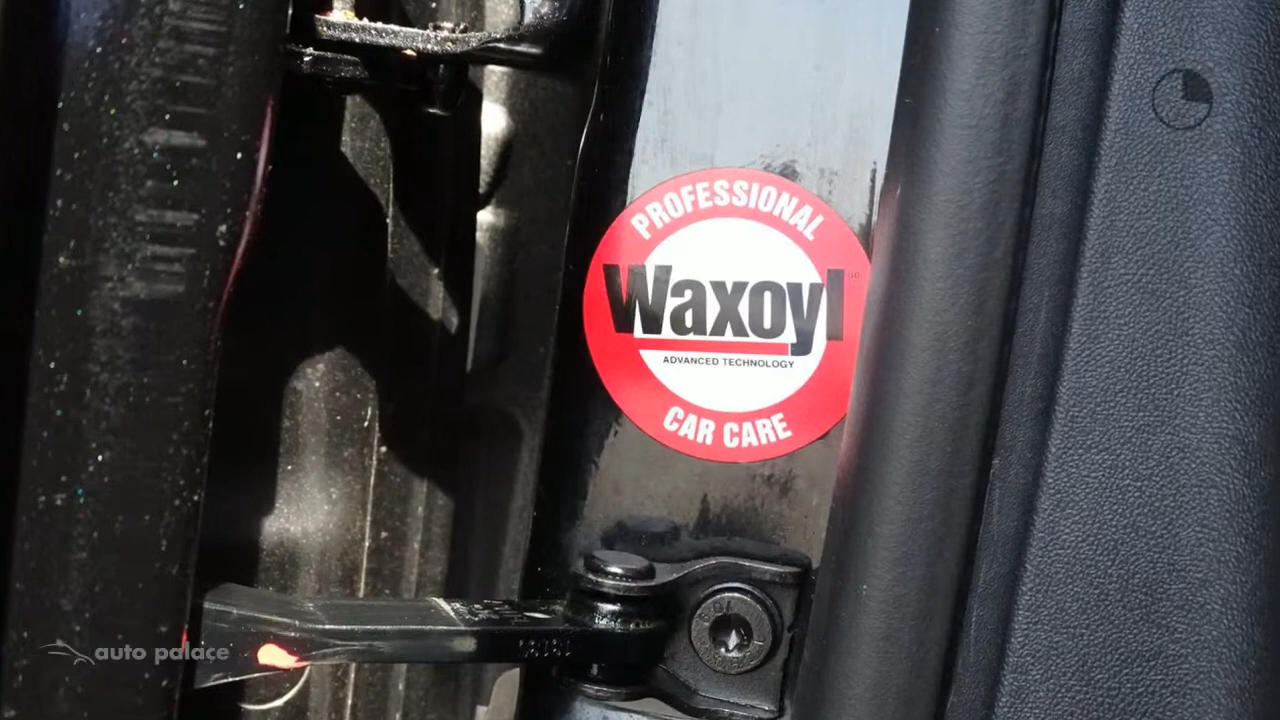 PROFESSIONAL
Waxoyl
ADVANCED TECHNOLOGY
CAR CARE
auto palace